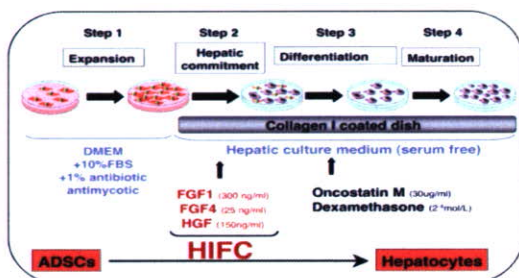 Step 1 Step 2 Step 3 Step 4
Expansion
Hepatic
commitment
Differentiation
Maturation
Collagen I coated dish
DMEM
+10%FBS
+1% antibiotic
antimycotic
Hepatic culture medium (serum free)
FGF1 (300 ng/ml)
FGF4 (25 ng/ml)
HGF (150ng/ml)
Oncostatin M (30ug/ml)
Dexamethasone mol/L)
HIFC
ADSCs
Hepatocytes